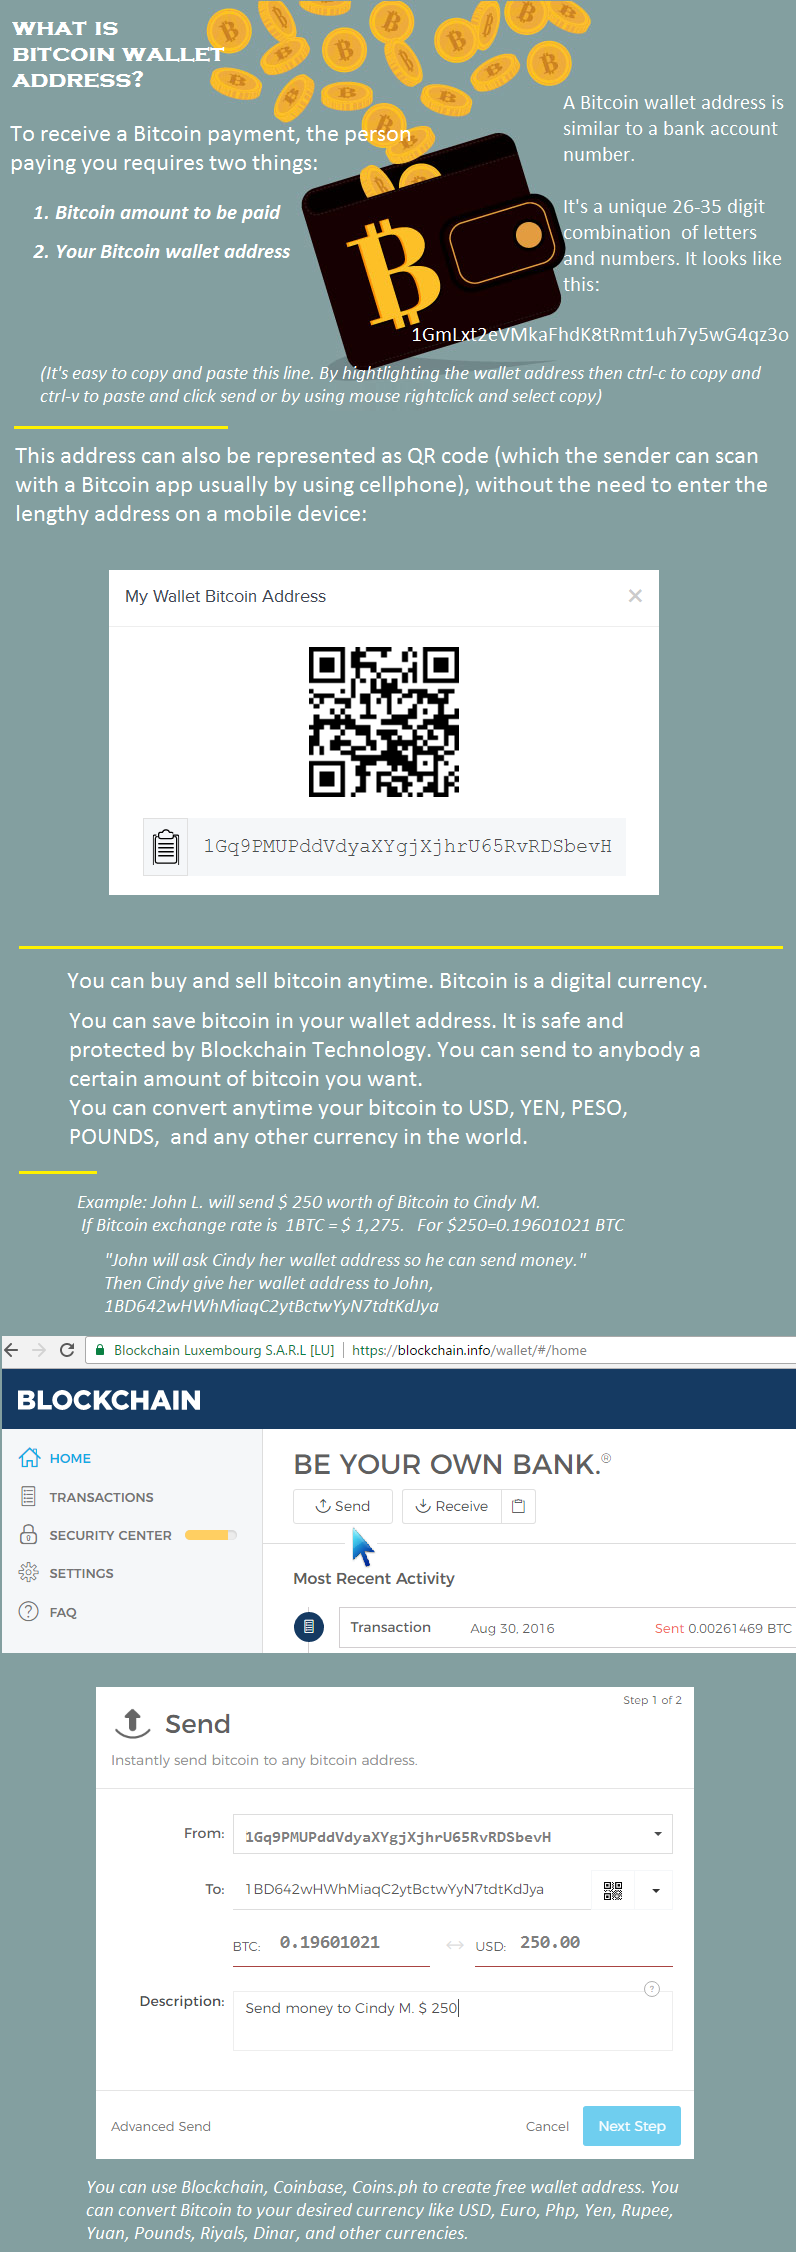 WHAT IS
BITCOIN WALLET
ADDRESS?
To receive a Bitcoin payment, the person
paying you requires two things:
1. Bitcoin amount to be paid
2. Your Bitcoin wallet address
A Bitcoin wallet address is
similar to a bank account
number.
It's a unique 26-35 digit
combination of letters
and numbers. It looks like
this:
1GmLxt2eVMkaFhdK8tRmt1uh7y5wG4qz3o
(It's easy to copy and paste this line. By hightlighting the wallet address then ctrl-c to copy and
ctrl-v to paste and click send or by using mouse rightclick and select copy)
This address can also be represented as QR code (which the sender can scan
with a Bitcoin app usually by using cellphone), without the need to enter the
lengthy address on a mobile device:
My Wallet Bitcoin Address
1Gq9PMUPddVdyaXYgjXjhrU65RvRDSbevH
You can buy and sell bitcoin anytime. Bitcoin is a digital currency.
You can save bitcoin in your wallet address. It is safe and
protected by Blockchain Technology. You can send to anybody a
certain amount of bitcoin you want.
You can convert anytime your bitcoin to USD, YEN, PESO,
POUNDS, and any other currency in the world.
Example: John L. will send $ 250 worth of Bitcoin to Cindy M.
If Bitcoin exchange rate is 1BTC = $ 1,275. For $250=0.19601021 BTC
"John will ask Cindy her wallet address so he can send money."
Then Cindy give her wallet address to John,
1BD642wHWhMiaqC2ytBctwYyN7tdtKdJya
Blockchain Luxembourg S.A.R.L [LU] https://blockchain.info/wallet/#/home
BLOCKCHAIN
HOME
TRANSACTIONS
SECURITY CENTER
SETTINGS
FAQ
BE YOUR OWN BANK.®
Send Receive
Most Recent Activity
Transaction Aug 30, 2016 Sent 0.00261469 BTC
Step 1 of 2
Send
Instantly send bitcoin to any bitcoin address.
From: 1Gq9PMUPddVdyaXYgjXjhrU65RvRDSbevH
To: 1BD642wHWhMiaqC2ytBctwYyN7tdtKdJya
BTC: 0.19601021 USD: 250.00
Description: Send money to Cindy M. $ 250
Advanced Send Cancel Next Step
You can use Blockchain, Coinbase, Coins.ph to create free wallet address. You
can convert Bitcoin to your desired currency like USD, Euro, Php, Yen, Rupee,
Yuan, Pounds, Riyals, Dinar, and other currencies.